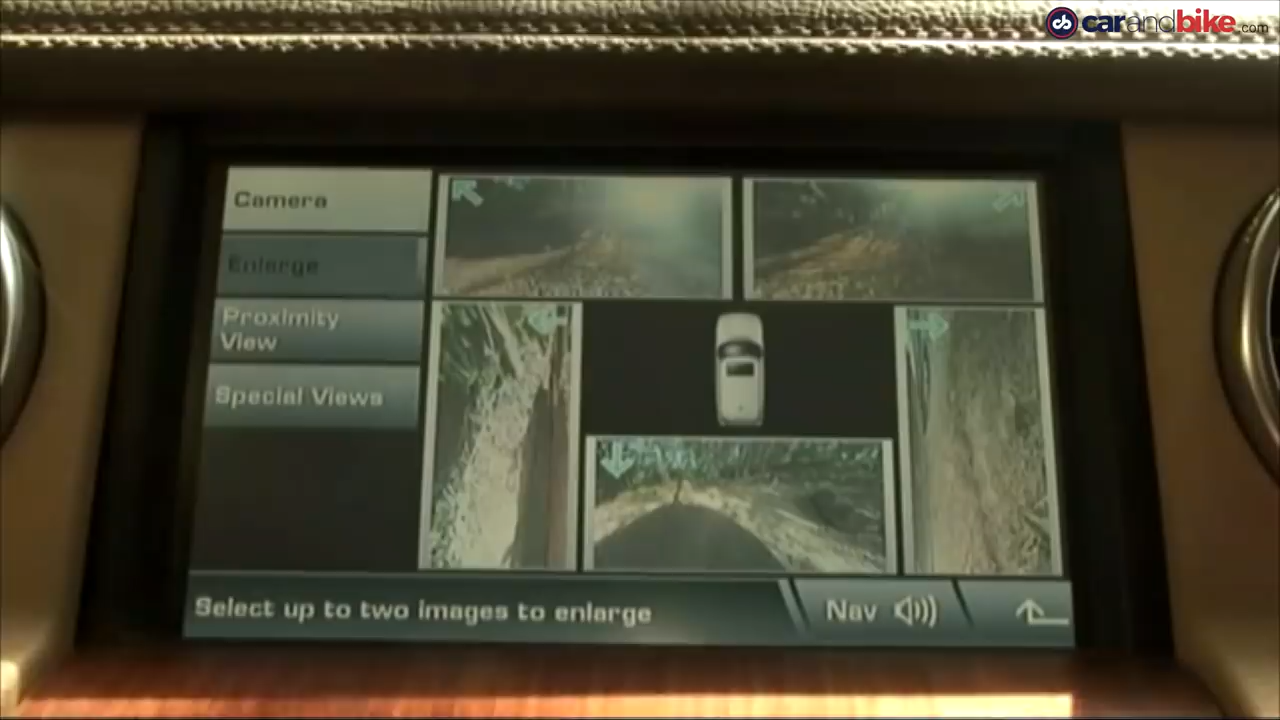 carandbike.com
Camera
Enlarge
Proximity
View
Special Views
Select up to two images to enlarge
Nav